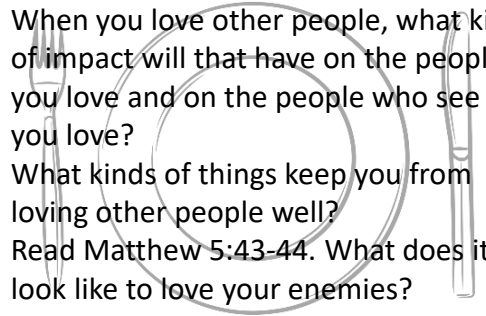 When you love other people, what ki
of impact will that have on the peopl
you love and on the people who see
you love?
What kinds of things keep you from
loving other people well?
Read Matthew 5:43-44. What does it
look like to love your enemies?